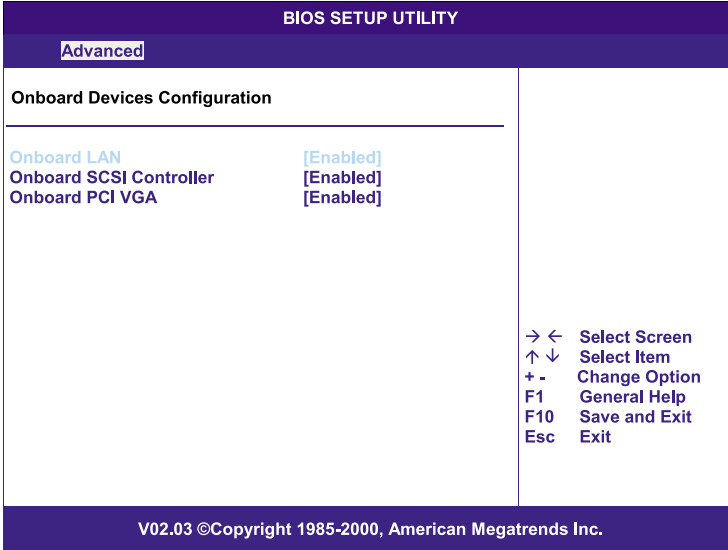 BIOS SETUP UTILITY
Advanced
Onboard Devices Configuration
Onboard LAN [Enabled]
Onboard SCSI Controller [Enabled]
Onboard PCI VGA [Enabled]
→ ← Select Screen
↑ ↓ Select Item
+ - Change Option
F1 General Help
F10 Save and Exit
Esc Exit
V02.03 ©Copyright 1985-2000, American Megatrends Inc.